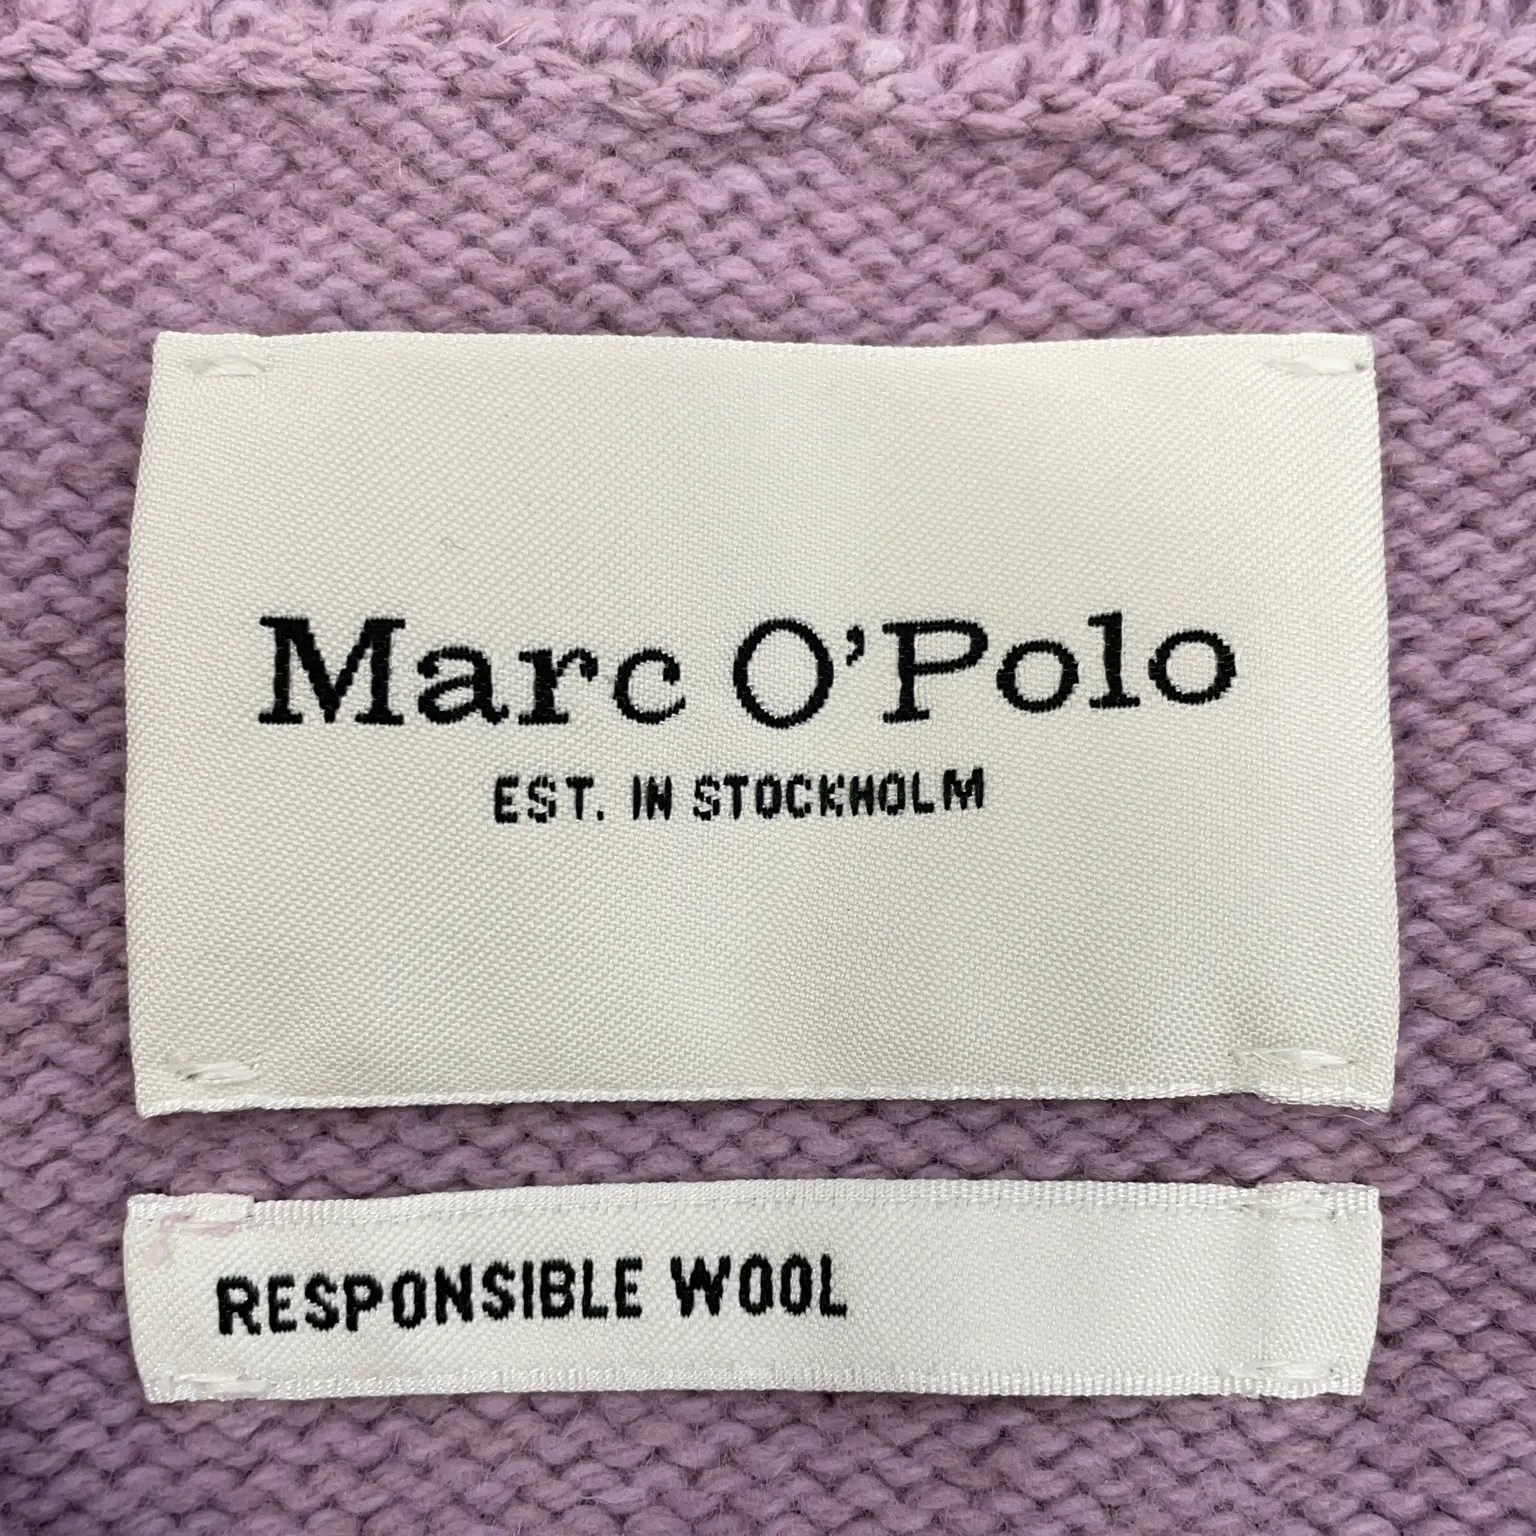 Marc O'Polo
EST. IN STOCKHOLM
RESPONSIBLE WOOL